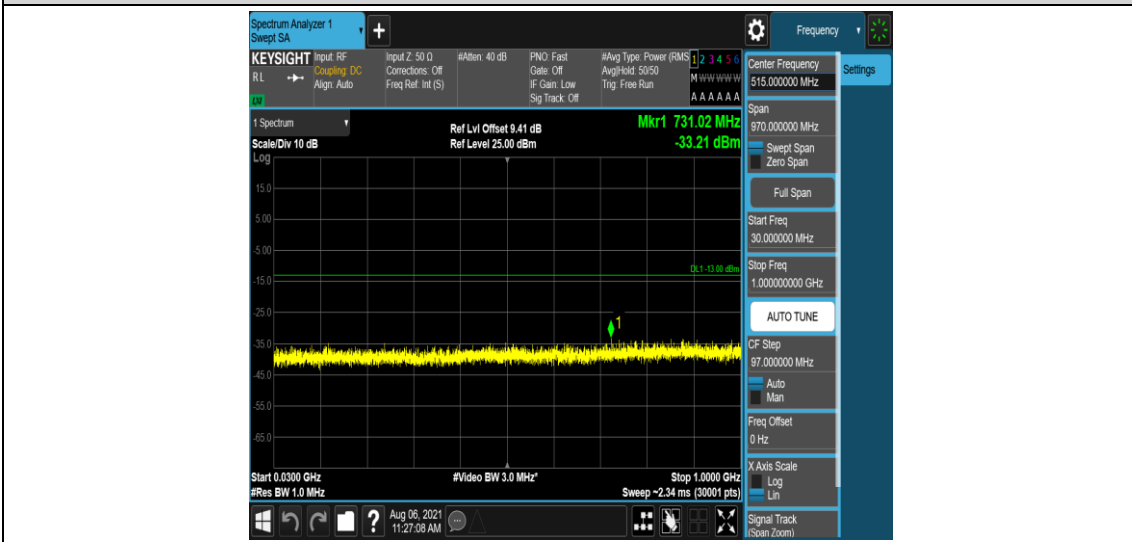 Spectrum Analyzer 1
Swept SA
+
Frequency
KEYSIGHT
RL
LXI
Input: RF
Coupling: DC
Align: Auto
Input Z: 50 Ω
Corrections: Off
Freq Ref: Int (S)
#Atten: 40 dB
PNO: Fast
Gate: Off
IF Gain: Low
Sig Track: Off
#Avg Type: Power (RMS
Avg|Hold: 50/50
Trig: Free Run
1 2 3 4 5 6
M W W W W W
A A A A A A
1 Spectrum
Scale/Div 10 dB
Log
Ref Lvl Offset 9.41 dB
Ref Level 25.00 dBm
Mkr1 731.02 MHz
-33.21 dBm
15.0
5.00
-5.00
DL1 -13.00 dBm
-15.0
-25.0
1
-35.0
-45.0
-55.0
-65.0
Start 0.0300 GHz
#Res BW 1.0 MHz
#Video BW 3.0 MHz*
Stop 1.0000 GHz
Sweep ~2.34 ms (30001 pts)
?
Aug 06, 2021
11:27:08 AM
Center Frequency
515.000000 MHz
Settings
Span
970.000000 MHz
Swept Span
Zero Span
Full Span
Start Freq
30.000000 MHz
Stop Freq
1.000000000 GHz
AUTO TUNE
CF Step
97.000000 MHz
Auto
Man
Freq Offset
0 Hz
X Axis Scale
Log
Lin
Signal Track
(Span Zoom)